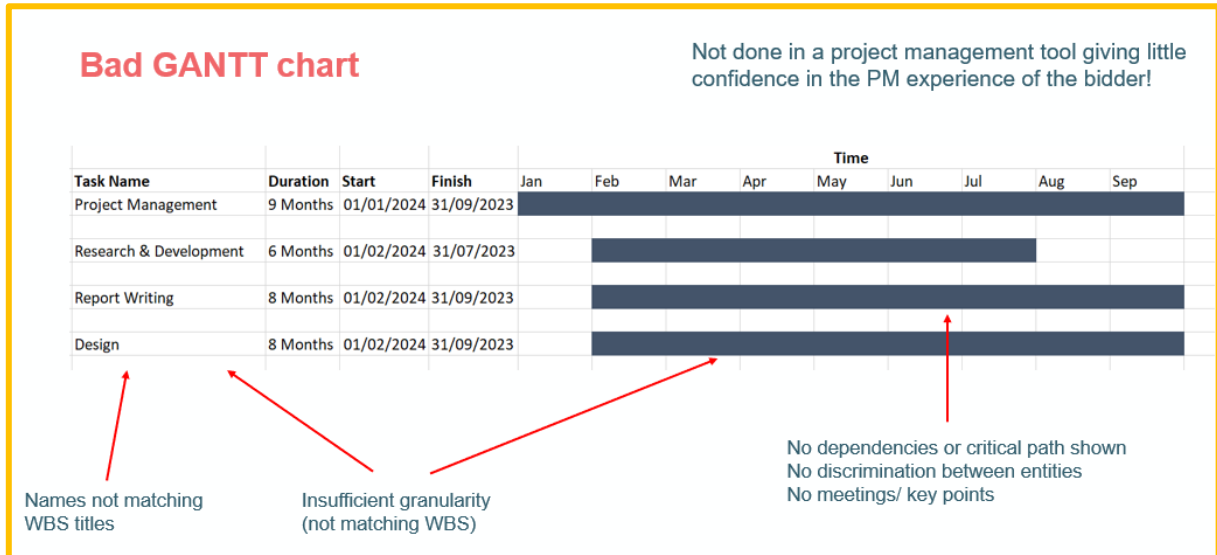 Bad GANTT chart
Not done in a project management tool giving little
confidence in the PM experience of the bidder!
Time
Task Name Duration Start Finish Jan Feb Mar Apr May Jun Jul Aug Sep
Project Management 9 Months 01/01/2024 31/09/2023
Research & Development 6 Months 01/02/2024 31/07/2023
Report Writing 8 Months 01/02/2024 31/09/2023
Design 8 Months 01/02/2024 31/09/2023
Names not matching
WBS titles
Insufficient granularity
(not matching WBS)
No dependencies or critical path shown
No discrimination between entities
No meetings/ key points